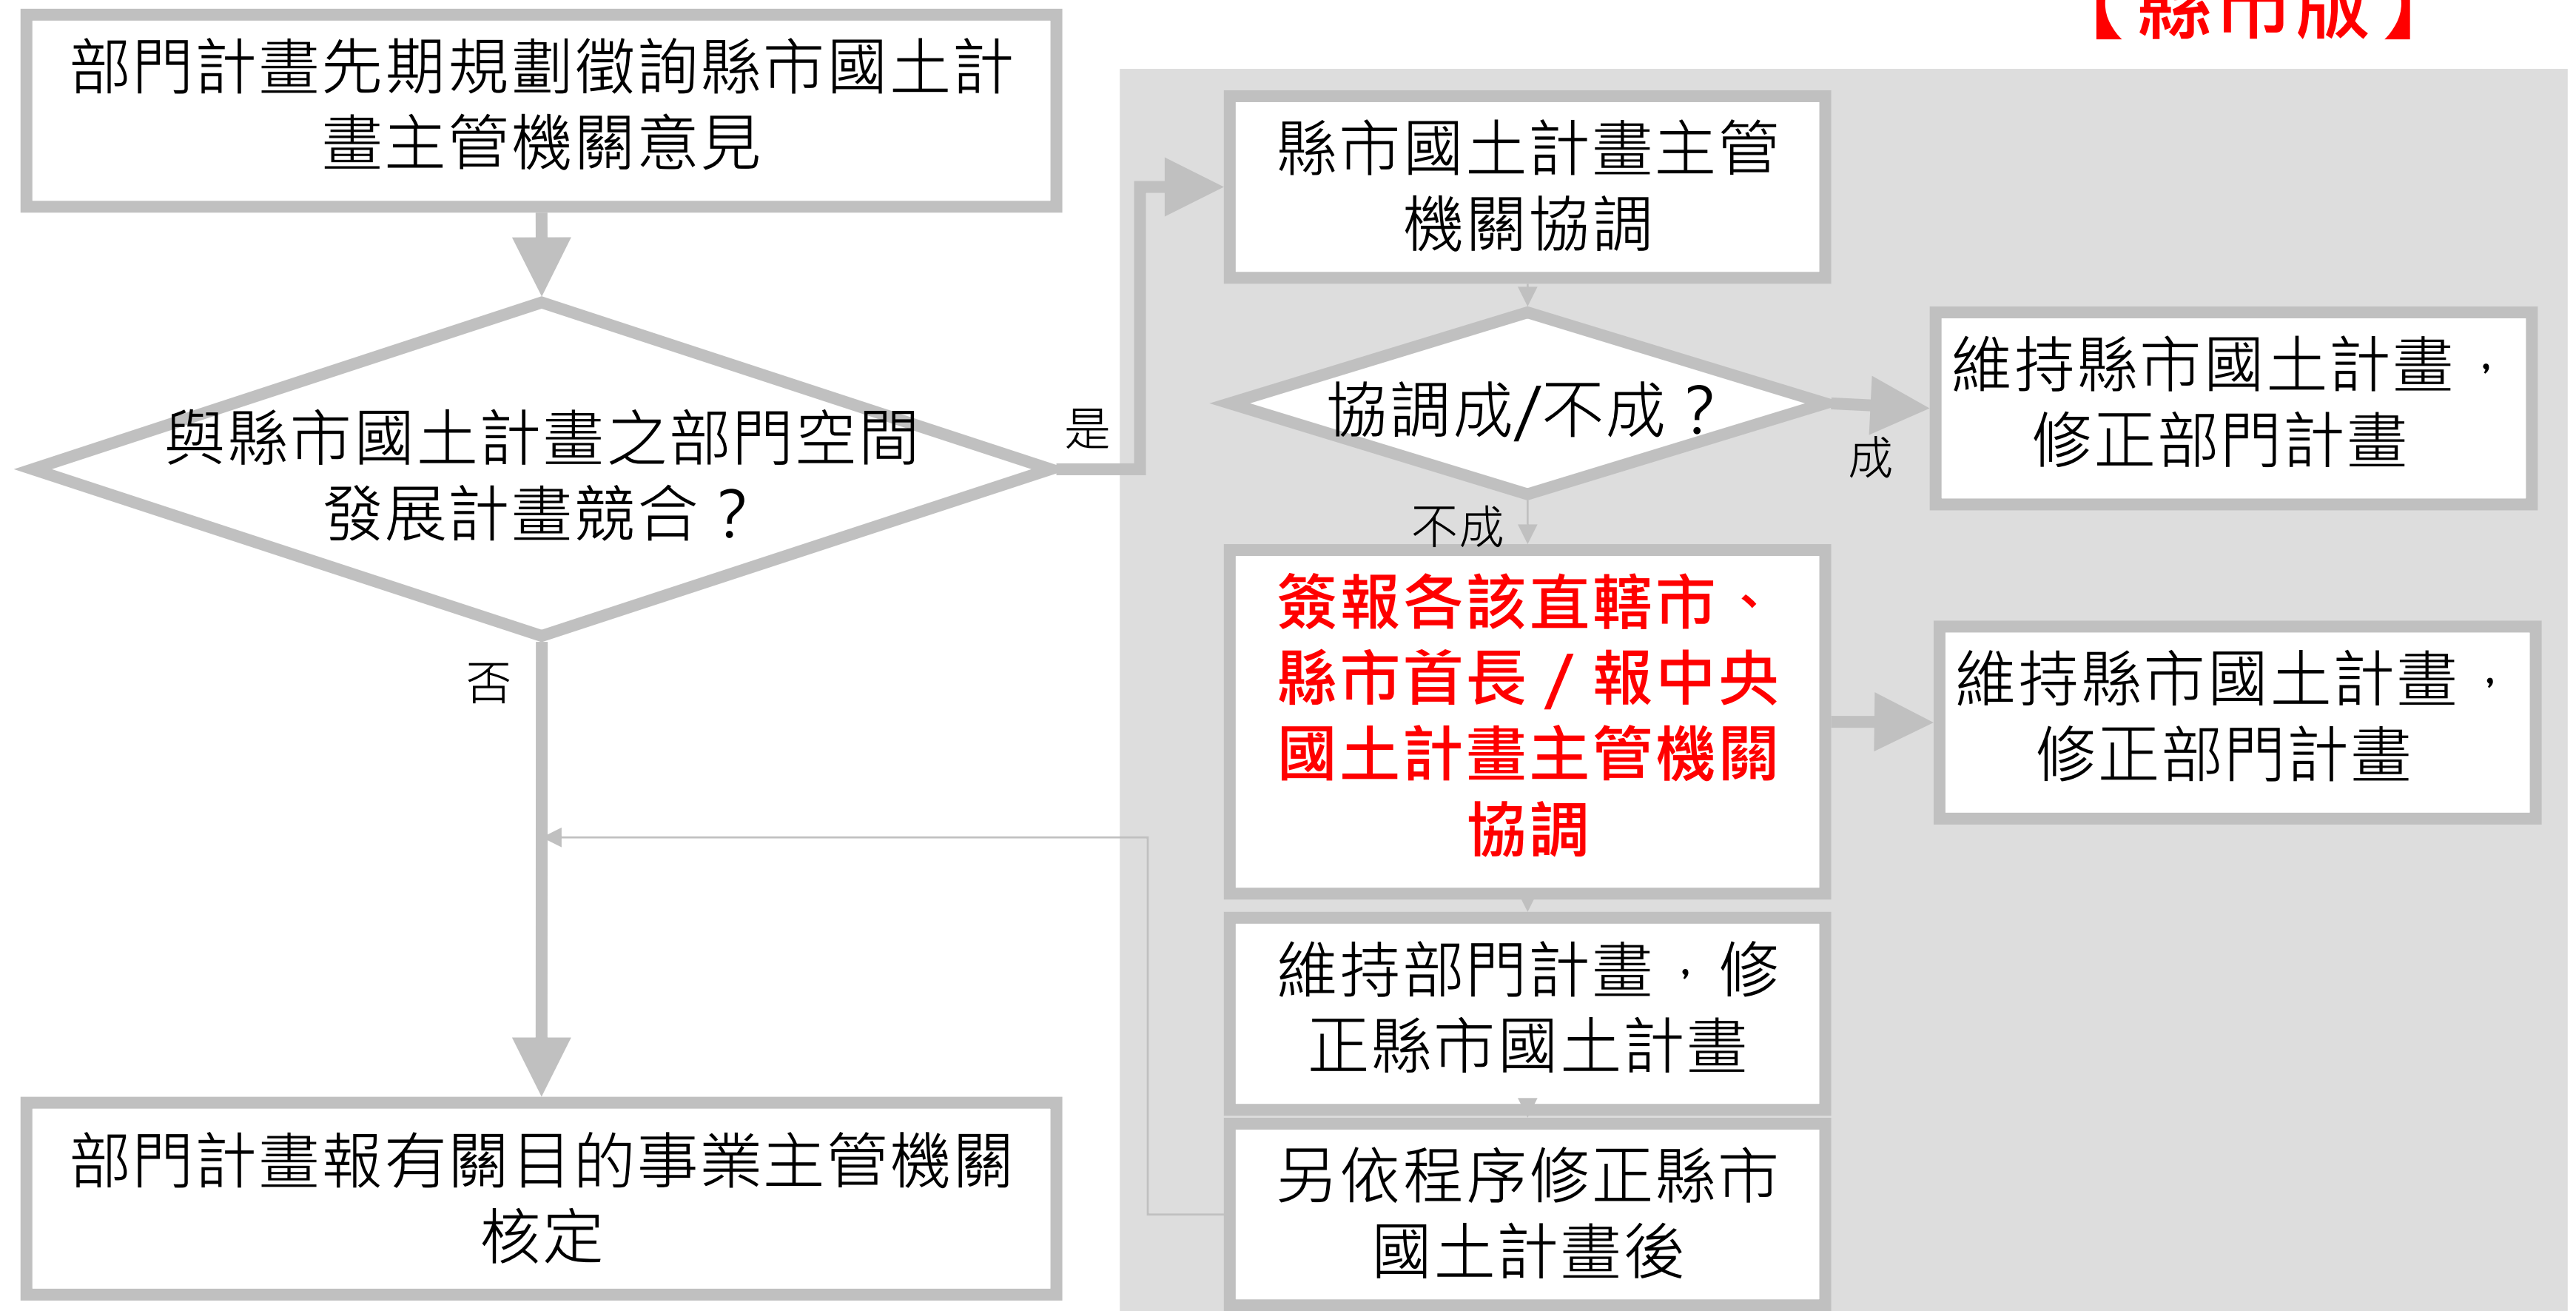 【縣市版】
部門計畫先期規劃徵詢縣市國土計
畫主管機關意見
與縣市國土計畫之部門空間
發展計畫競合？
是
否
部門計畫報有關目的事業主管機關
核定
縣市國土計畫主管
機關協調
協調成/不成？
成
不成
維持縣市國土計畫，
修正部門計畫
簽報各該直轄市、
縣市首長/報中央
國土計畫主管機關
協調
維持縣市國土計畫，
修正部門計畫
維持部門計畫，修
正縣市國土計畫
另依程序修正縣市
國土計畫後